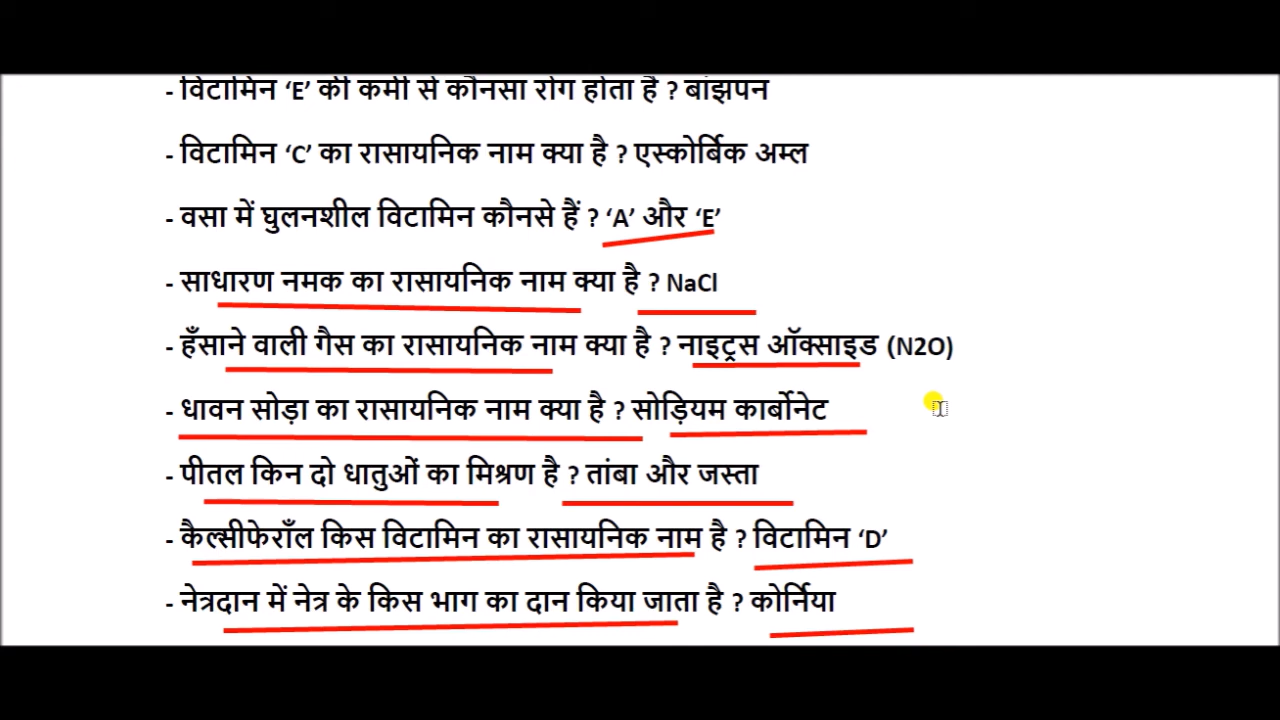 - विटामिन ‘E’ की कमी से कौनसा रोग होता है ? बांझपन
- विटामिन ‘C’ का रासायनिक नाम क्या है ? एस्कोर्बिक अम्ल
- वसा में घुलनशील विटामिन कौनसे हैं ? ‘A’ और ‘E’
- साधारण नमक का रासायनिक नाम क्या है ? NaCl
- हँसाने वाली गैस का रासायनिक नाम क्या है ? नाइट्रस ऑक्साइड (N2O)
- धावन सोड़ा का रासायनिक नाम क्या है ? सोड़ियम कार्बोनेट
- पीतल किन दो धातुओं का मिश्रण है ? तांबा और जस्ता
- कैल्सीफेराँल किस विटामिन का रासायनिक नाम है ? विटामिन ‘D’
- नेत्रदान में नेत्र के किस भाग का दान किया जाता है ? कोर्निया